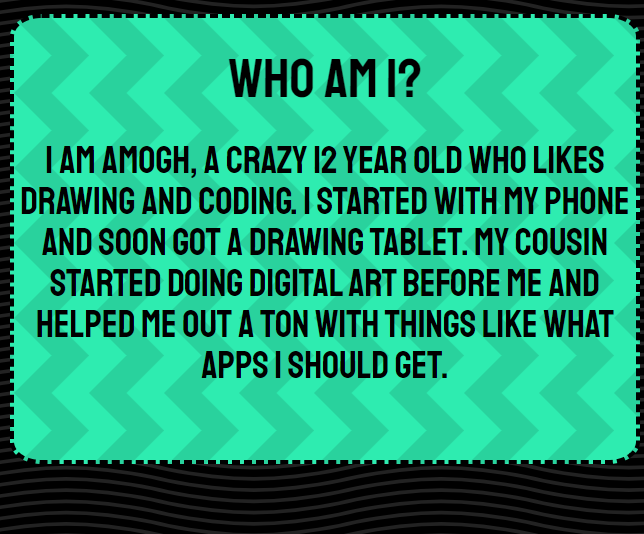 WHO AM I?
I AM AMOGH, A CRAZY 12 YEAR OLD WHO LIKES
DRAWING AND CODING. I STARTED WITH MY PHONE
AND SOON GOT A DRAWING TABLET. MY COUSIN
STARTED DOING DIGITAL ART BEFORE ME AND
HELPED ME OUT A TON WITH THINGS LIKE WHAT
APPS I SHOULD GET.